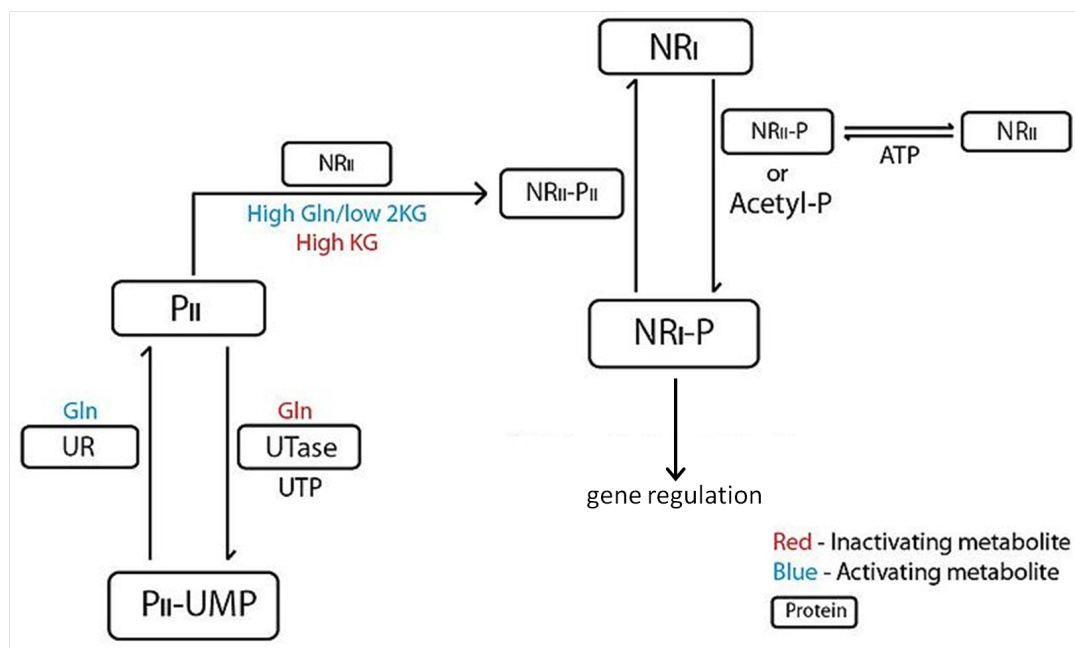 NRI
NRII-P
NRII
ATP
or
Acetyl-P
NRII
NRII-PII
High Gln/low 2KG
High KG
PII
NRI-P
Gln
UR
Gln
UTase
UTP
gene regulation
PII-UMP
Red - Inactivating metabolite
Blue - Activating metabolite
Protein